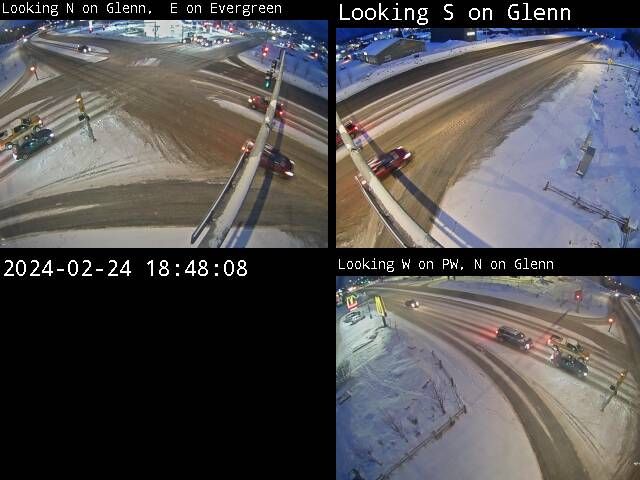 Looking N on Glenn,  E on Evergreen
Looking S on Glenn
2024-02-24 18:48:08
Looking W on PW, N on Glenn